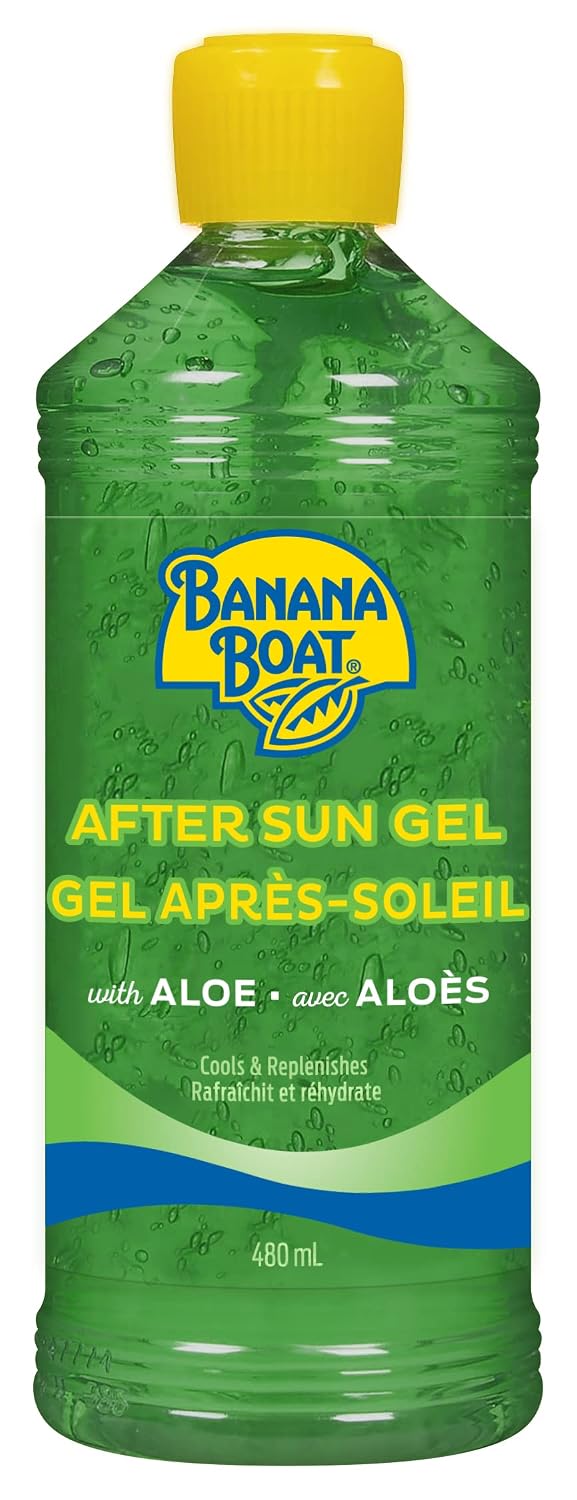 BANANA
BOAT®
AFTER SUN GEL
GEL APRÈS-SOLEIL
with ALOE • avec ALOÈS
Cools & Replenishes
Rafraîchit et réhydrate
480 mL